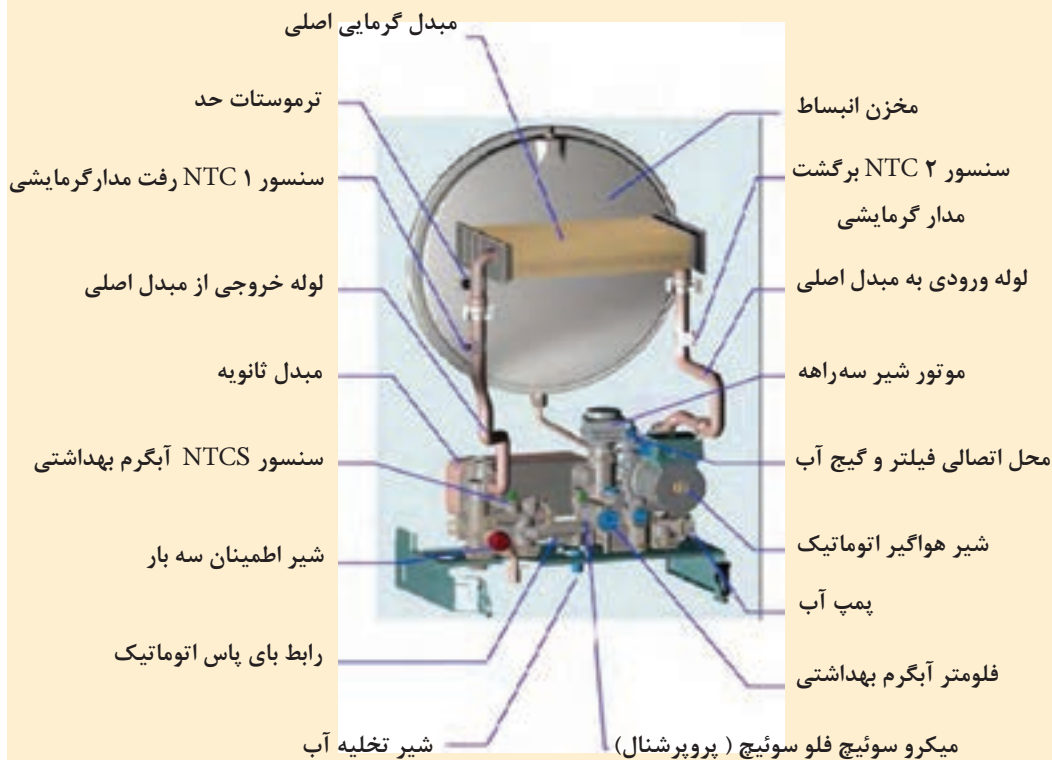 مبدل گرمایی اصلی
مخزن انبساط
سنسور NTC ۲ برگشت
مدار گرمایشی
لوله ورودی به مبدل اصلی
موتور شیر سه‌راهه
محل اتصالی فیلتر و گیج آب
شیر هواگیر اتوماتیک
پمپ آب
فلومتر آبگرم بهداشتی
میکرو سوئیچ فلو سوئیچ ( پروپرشنال)
ترموستات حد
سنسور NTC ۱ رفت مدارگرمایشی
لوله خروجی از مبدل اصلی
مبدل ثانویه
سنسور NTCS آبگرم بهداشتی
شیر اطمینان سه بار
رابط بای پاس اتوماتیک
شیر تخلیه آب